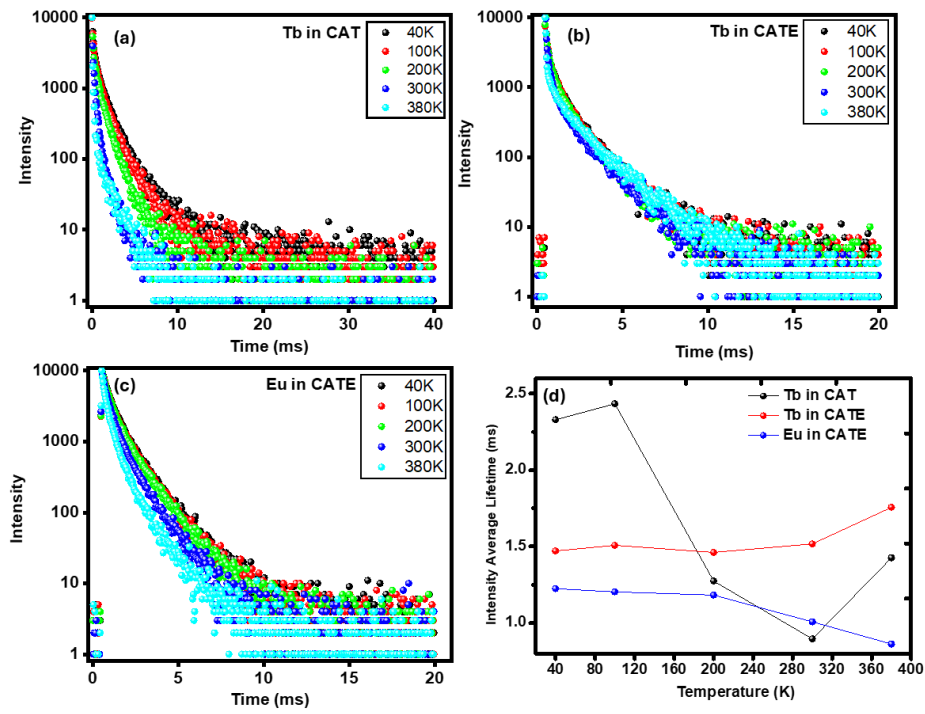 (a)
Tb in CAT
40K
100K
200K
300K
380K
10000
1000
100
10
1
Intensity
0
10
20
30
40
Time (ms)
(b)
Tb in CATE
40K
100K
200K
300K
380K
10000
1000
100
10
1
Intensity
0
5
10
15
20
Time (ms)
(c)
Eu in CATE
40K
100K
200K
300K
380K
10000
1000
100
10
1
Intensity
0
5
10
15
20
Time (ms)
(d)
Tb in CAT
Tb in CATE
Eu in CATE
2.5
2.0
1.5
1.0
Intensity Average Lifetime (ms)
40
80
120
160
200
240
280
320
360
400
Temperature (K)